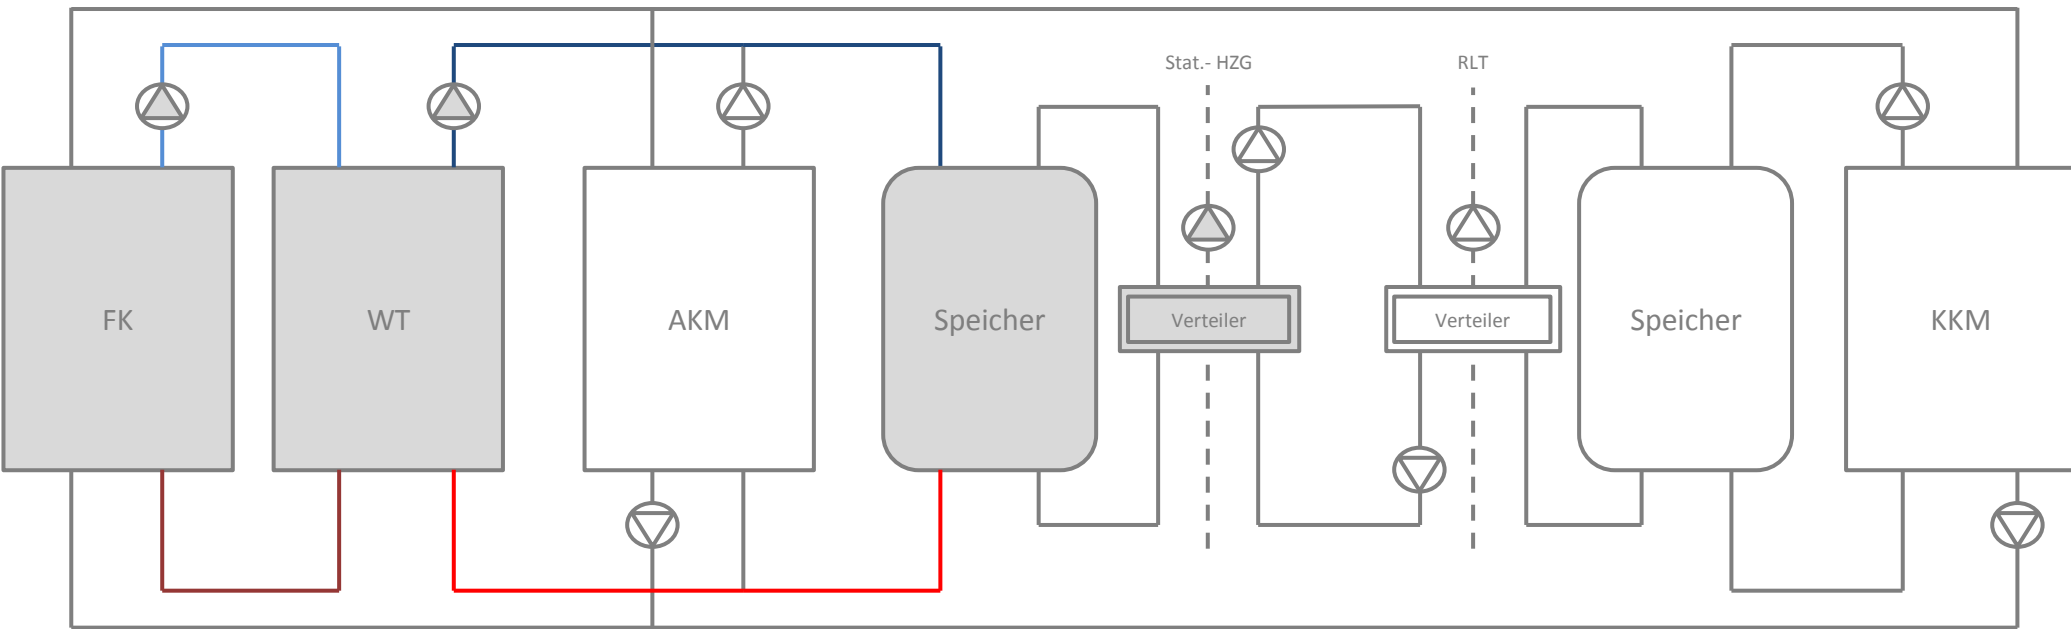 Stat.- HZG
RLT
FK
WT
AKM
Speicher
Verteiler
Verteiler
Speicher
KKM